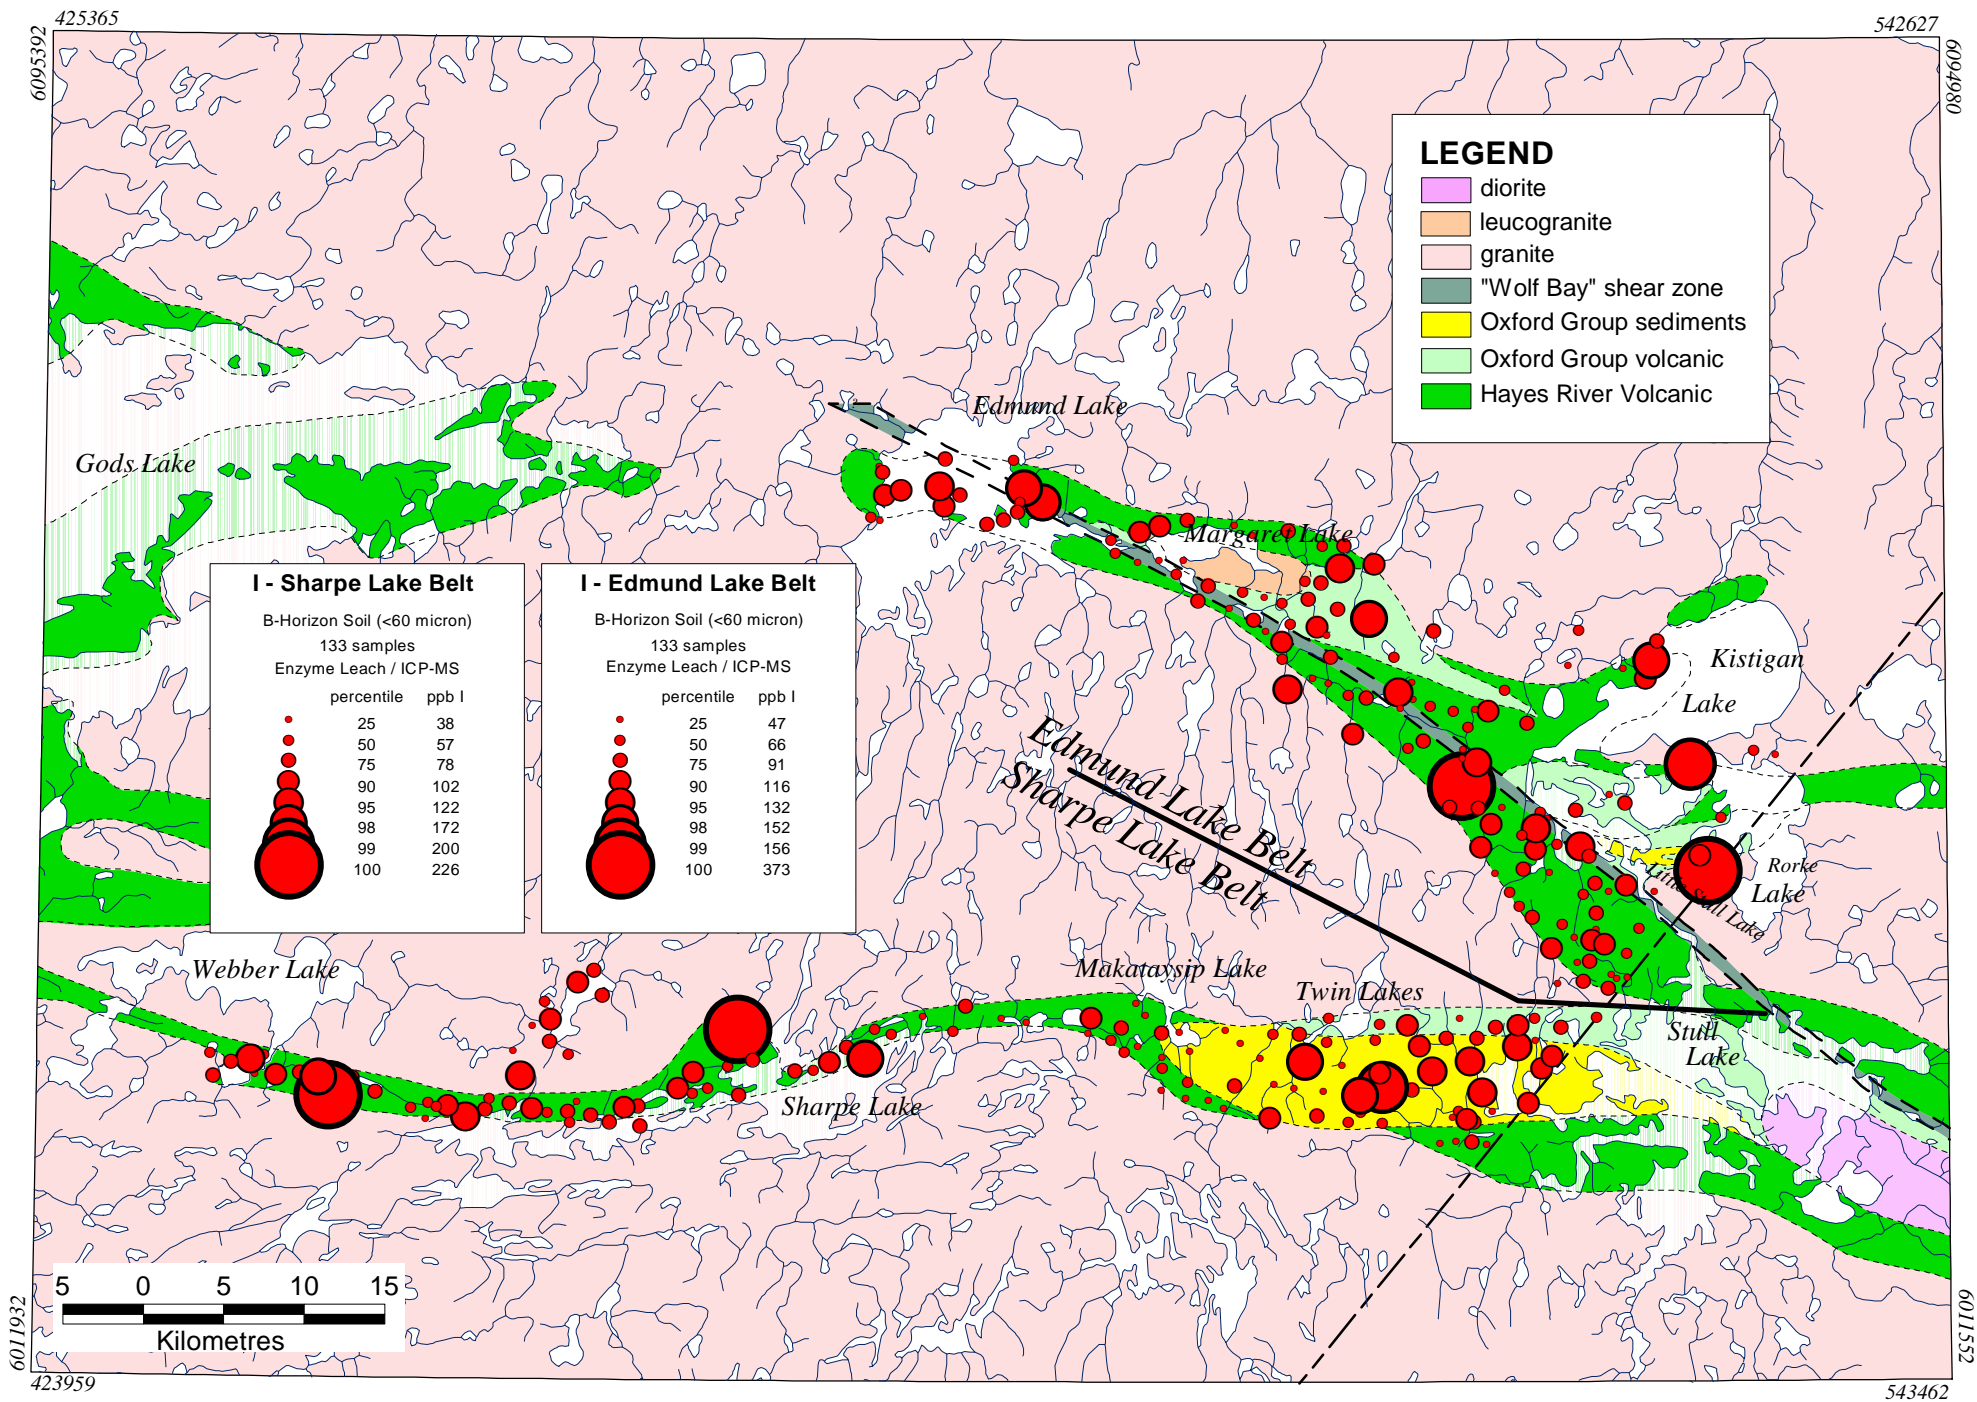 425365
542627
6095392
6094980
LEGEND
diorite
leucogranite
granite
"Wolf Bay" shear zone
Oxford Group sediments
Oxford Group volcanic
Hayes River Volcanic
Edmund Lake
Gods Lake
Margaret Lake
I - Sharpe Lake Belt
B-Horizon Soil (<60 micron)
133 samples
Enzyme Leach / ICP-MS
percentile ppb I
25 38
50 57
75 78
90 102
95 122
98 172
99 200
100 226
I - Edmund Lake Belt
B-Horizon Soil (<60 micron)
133 samples
Enzyme Leach / ICP-MS
percentile ppb I
25 47
50 66
75 91
90 116
95 132
98 152
99 156
100 373
Kistigan
Lake
Edmund Lake Belt
Sharpe Lake Belt
Rorke
Lake
Little Stull Lake
Webber Lake
Makataysip Lake
Twin Lakes
Stull
Lake
Sharpe Lake
5 0 5 10 15
Kilometres
6011932
6011552
423959
543462